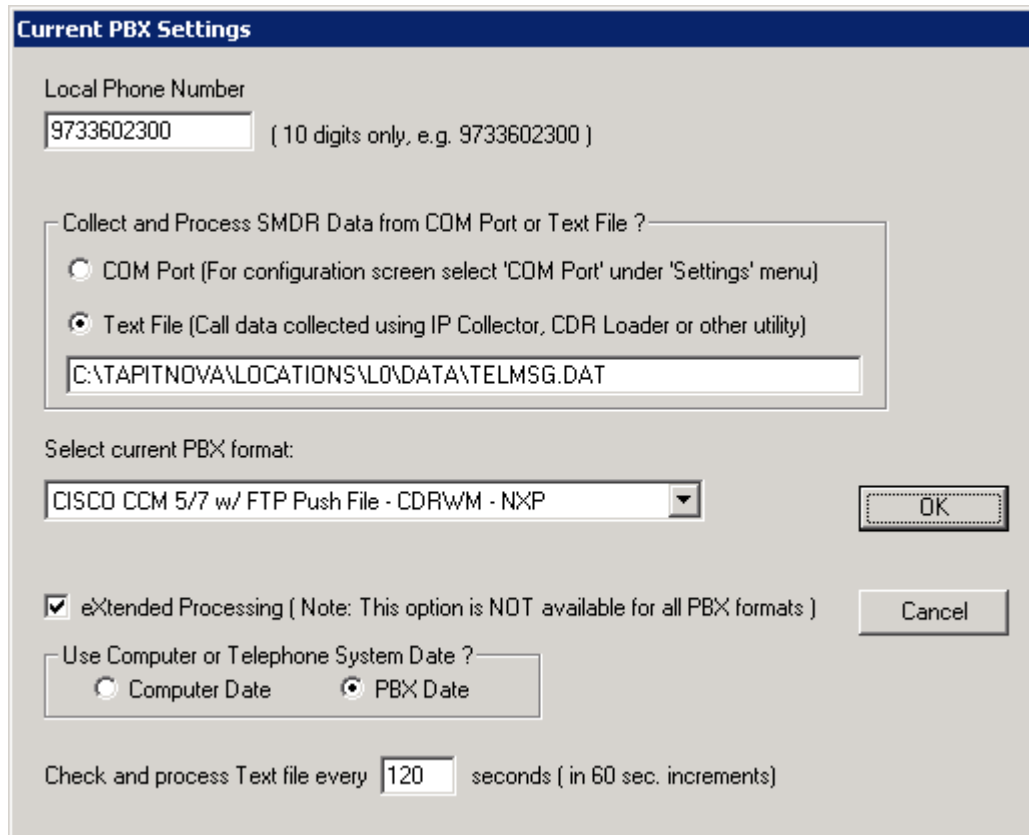 Current PBX Settings
Local Phone Number
9733602300 ( 10 digits only, e.g. 9733602300 )
Collect and Process SMDR Data from COM Port or Text File ?
COM Port (For configuration screen select 'COM Port' under 'Settings' menu)
Text File (Call data collected using IP Collector, CDR Loader or other utility)
C:\TAPITNOVA\LOCATIONS\L0\DATA\TELMSG.DAT
Select current PBX format:
CISCO CCM 5/7 w/ FTP Push File - CDRWM - NXP
OK
eXtended Processing ( Note: This option is NOT available for all PBX formats )
Cancel
Use Computer or Telephone System Date ?
Computer Date PBX Date
Check and process Text file every 120 seconds ( in 60 sec. increments)